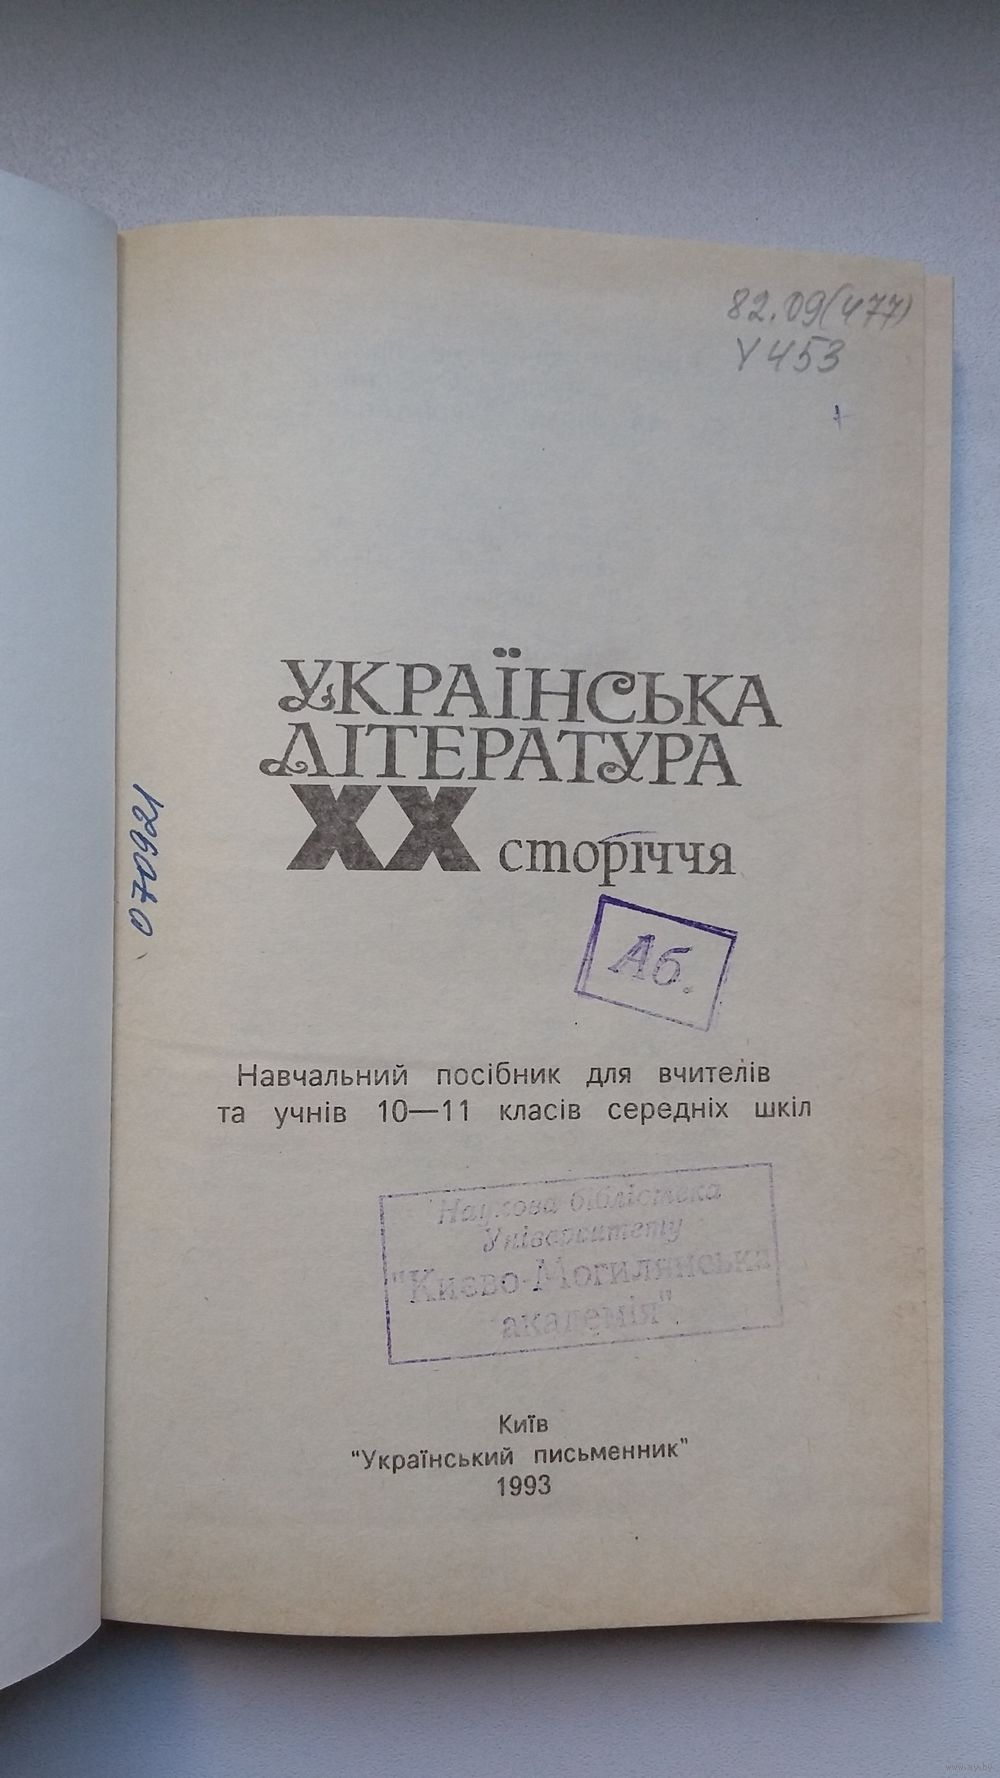 82.09(477)
У453
УКРАЇНСЬКА
ЛІТЕРАТУРА
XX сторіччя
070921
Аб.
Навчальний посібник для вчителів
та учнів 10—11 класів середніх шкіл
Наукова бібліотека
Університету
"Києво-Могилянська
академія"
Київ
"Український письменник"
1993